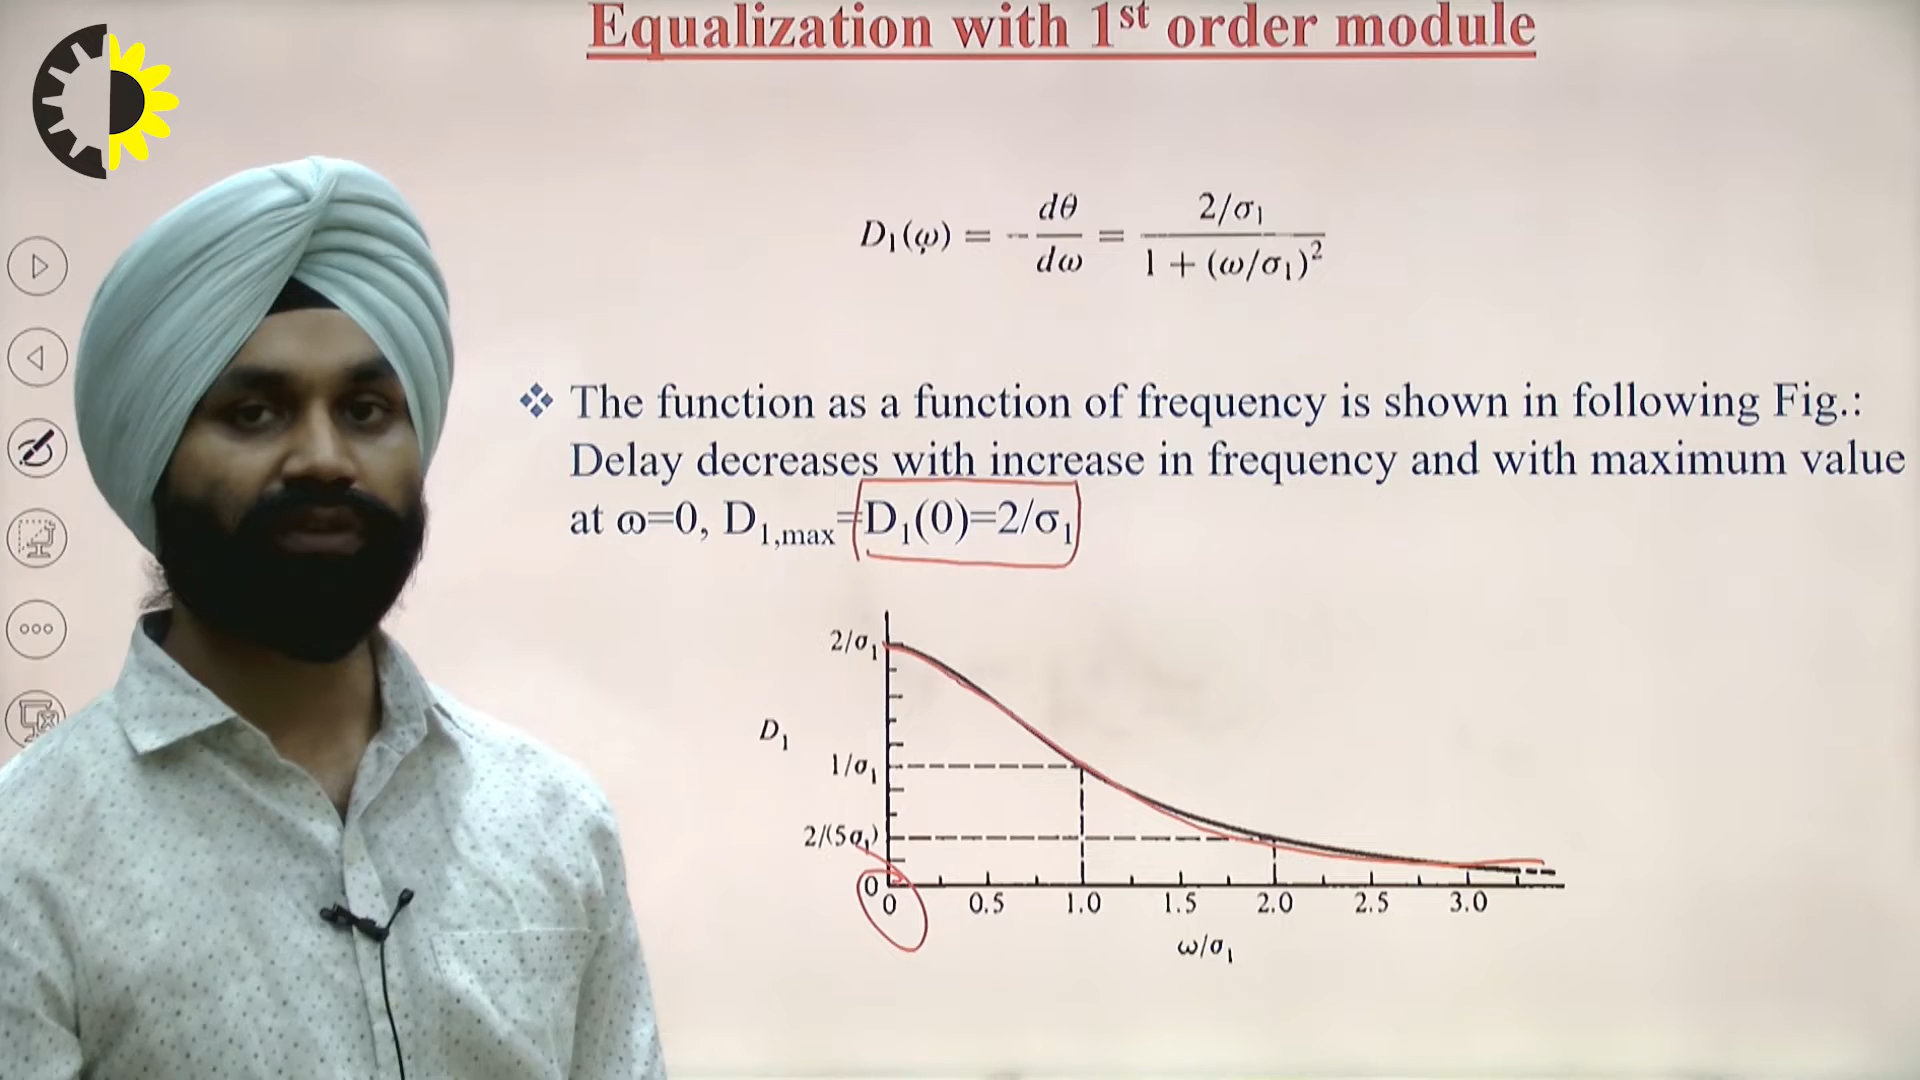 Equalization with 1st order module
D₁(ω) = - dθ/dω = 2/σ₁ / 1 + (ω/σ₁)²
❖ The function as a function of frequency is shown in following Fig.:
Delay decreases with increase in frequency and with maximum value
at ω=0, D₁,max=D₁(0)=2/σ₁
2/σ₁
D₁
1/σ₁
2/(5σ₁)
0
0 0.5 1.0 1.5 2.0 2.5 3.0
ω/σ₁